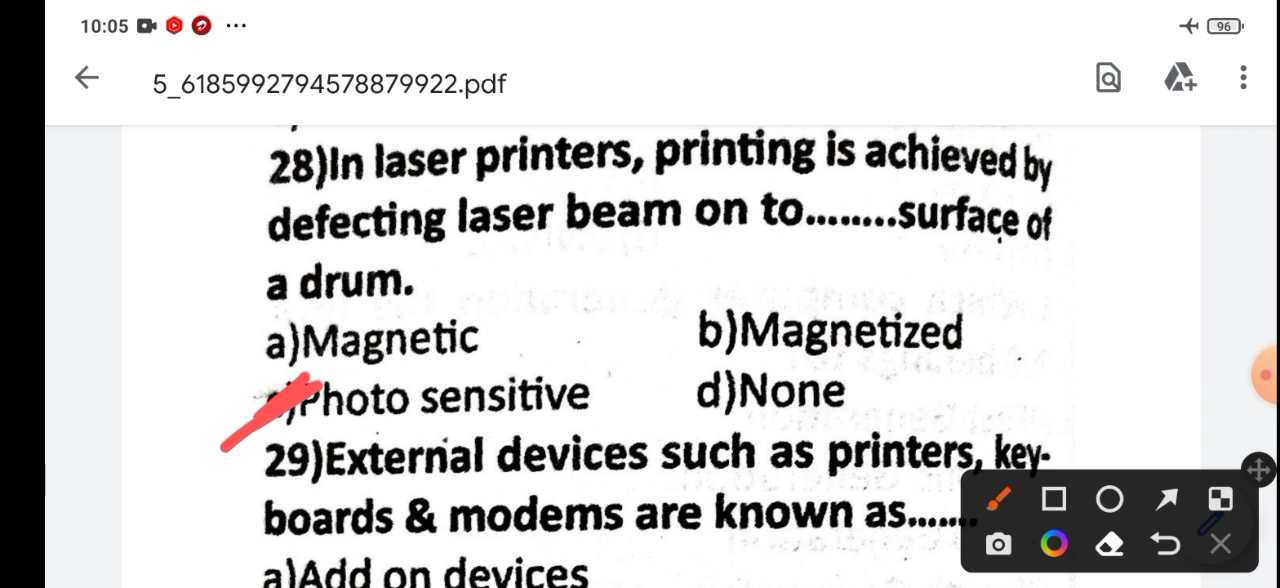 10:05
96
5_6185992794578879922.pdf
28)In laser printers, printing is achieved by
defecting laser beam on to........surface of
a drum.
a)Magnetic b)Magnetized
Photo sensitive d)None
29)External devices such as printers, key-
boards & modems are known as.......
a)Add on devices